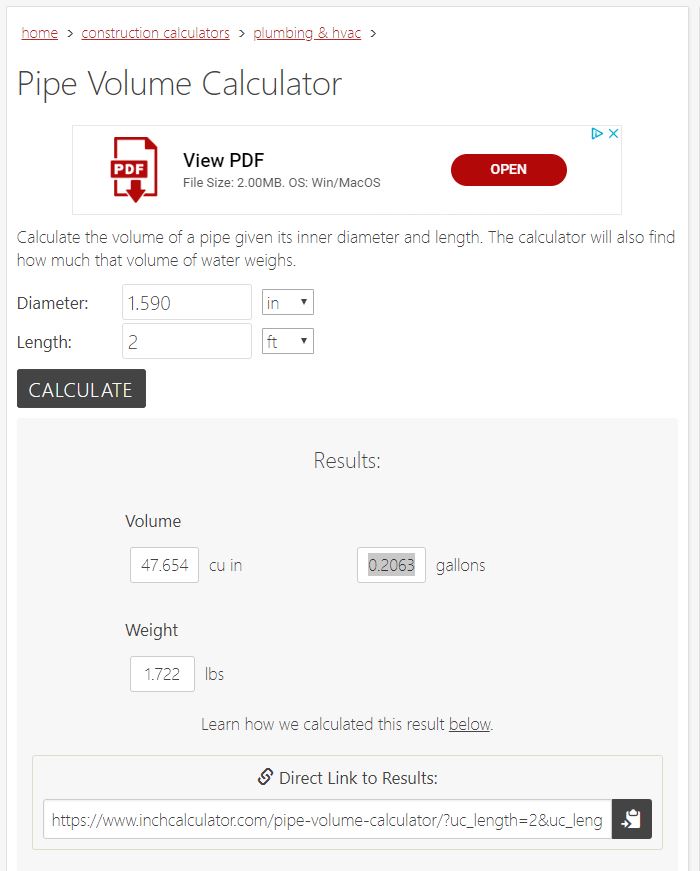 home > construction calculators > plumbing & hvac >
Pipe Volume Calculator
PDF
View PDF
File Size: 2.00MB. OS: Win/MacOS
OPEN
Calculate the volume of a pipe given its inner diameter and length. The calculator will also find
how much that volume of water weighs.
Diameter: 1.590 in
Length: 2 ft
CALCULATE
Results:
Volume
47.654 cu in 0.2063 gallons
Weight
1.722 lbs
Learn how we calculated this result below.
Direct Link to Results:
https://www.inchcalculator.com/pipe-volume-calculator/?uc_length=2&uc_leng